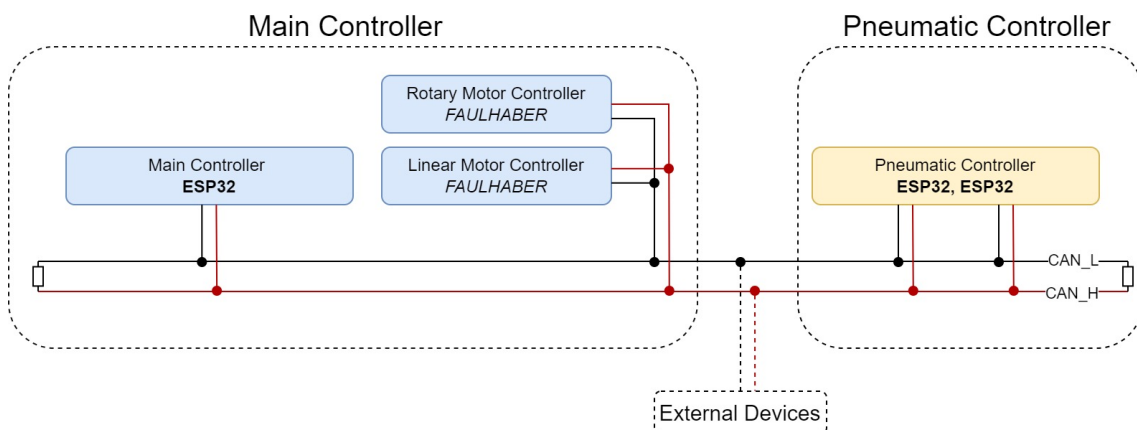 Main Controller
Pneumatic Controller
Rotary Motor Controller
FAULHABER
Main Controller
ESP32
Linear Motor Controller
FAULHABER
Pneumatic Controller
ESP32, ESP32
CAN_L
CAN_H
External Devices